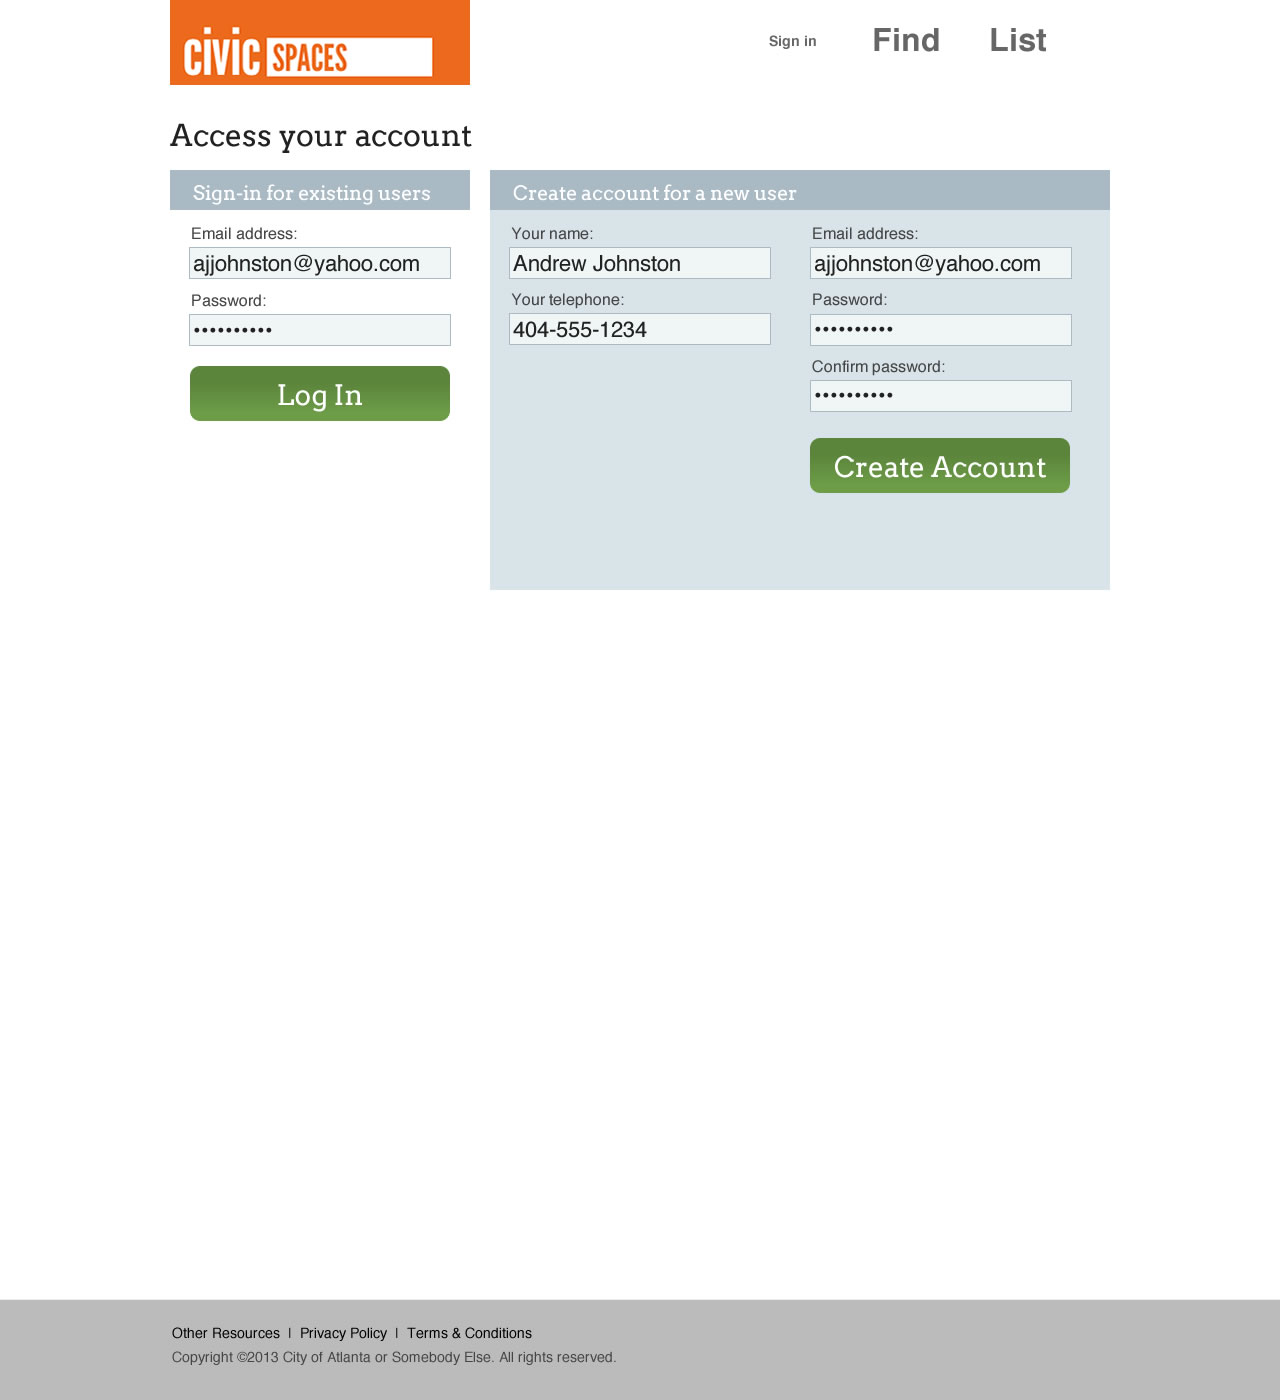 civic SPACES
Sign in Find List
Access your account
Sign-in for existing users
Email address:
ajjohnston@yahoo.com
Password:
••••••••••
Log In
Create account for a new user
Your name:
Andrew Johnston
Your telephone:
404-555-1234
Email address:
ajjohnston@yahoo.com
Password:
••••••••••
Confirm password:
••••••••••
Create Account
Other Resources | Privacy Policy | Terms & Conditions
Copyright ©2013 City of Atlanta or Somebody Else. All rights reserved.